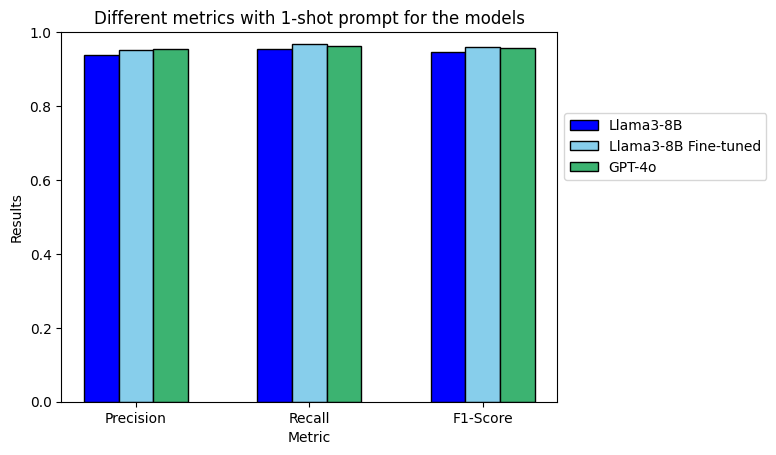 Different metrics with 1-shot prompt for the models
1.0
0.8
0.6
0.4
0.2
0.0
Results
Precision
Recall
F1-Score
Metric
Llama3-8B
Llama3-8B Fine-tuned
GPT-4o